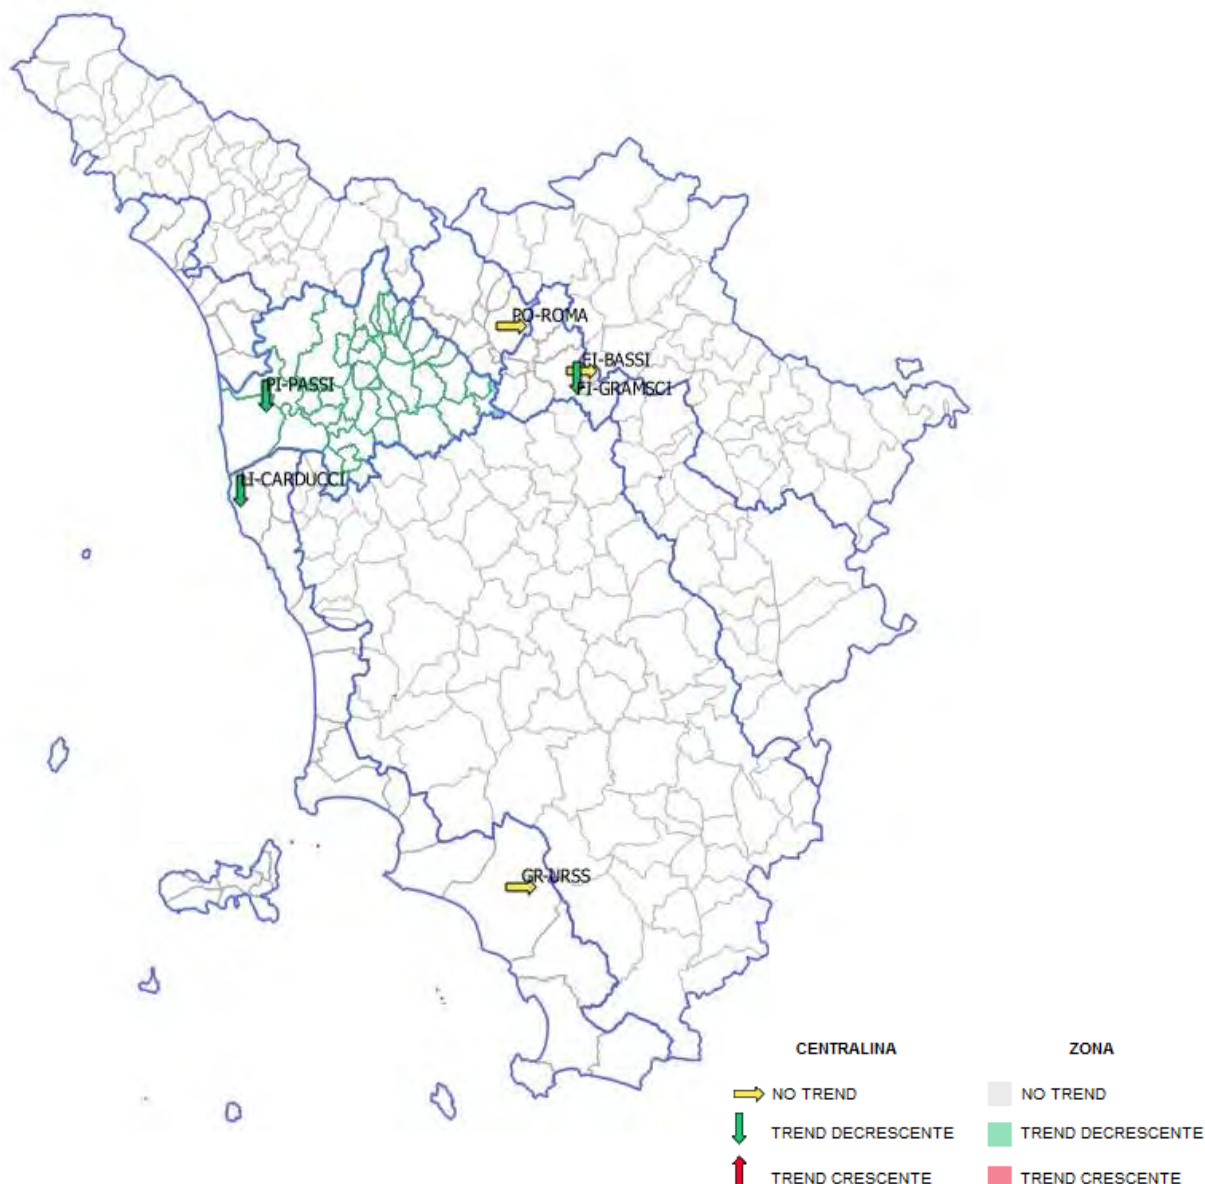 PO-ROMA
FI-BASSI
FI-GRAMSCI
PI-PASSI
LI-CARDUCCI
GR-URSS
CENTRALINA
ZONA
NO TREND
NO TREND
TREND DECRESCENTE
TREND DECRESCENTE
TREND CRESCENTE
TREND CRESCENTE